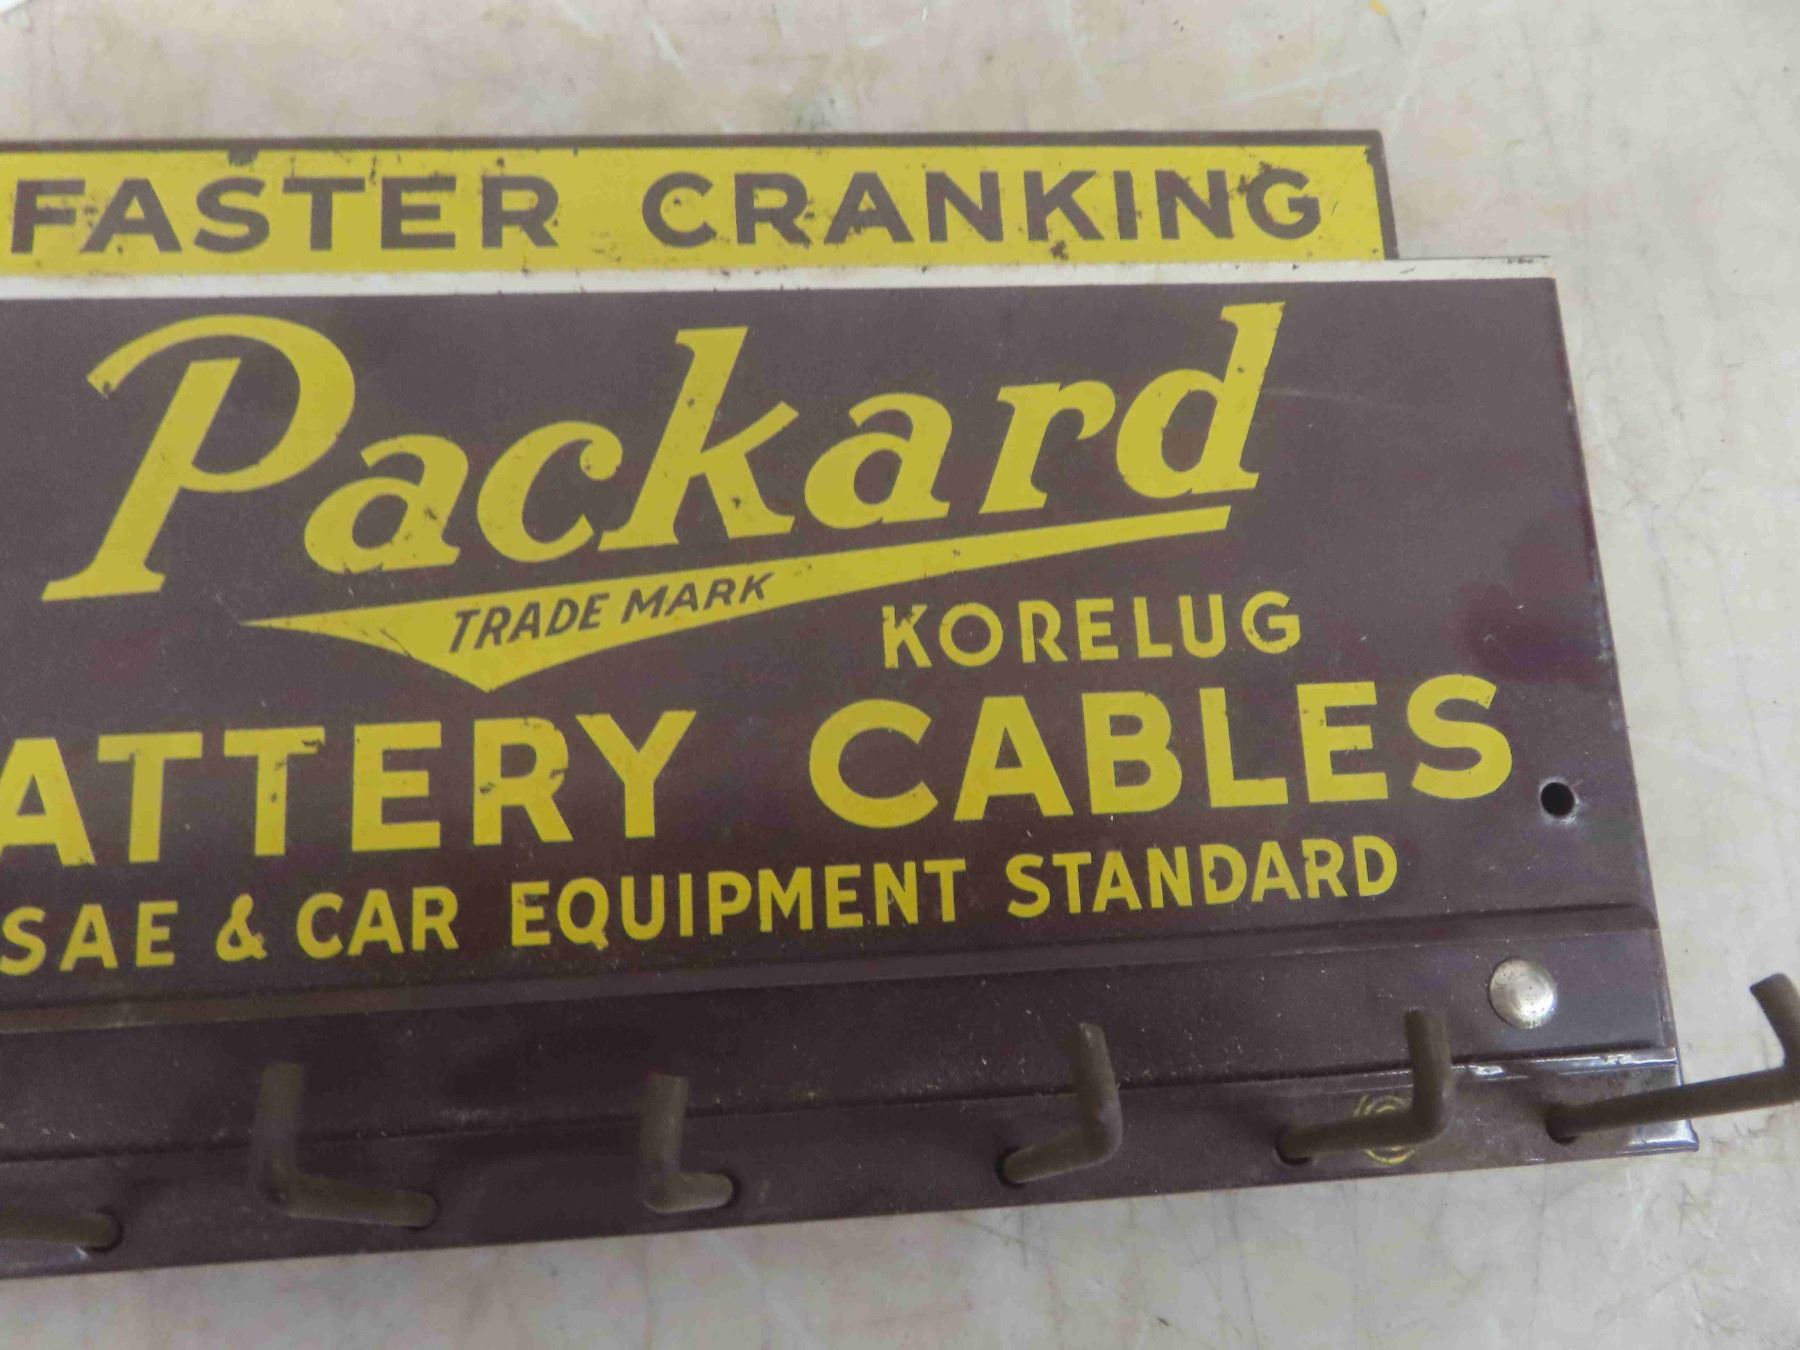 FASTER CRANKING
Packard
TRADE MARK
KORELUG
ATTERY CABLES
SAE & CAR EQUIPMENT STANDARD